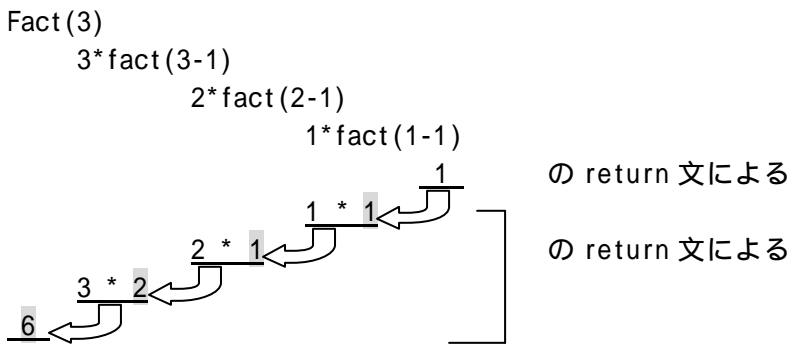 Fact(3)
3*fact(3-1)
2*fact(2-1)
1*fact(1-1)
1 の return 文による
1 * 1
2 * 1 の return 文による
3 * 2
6